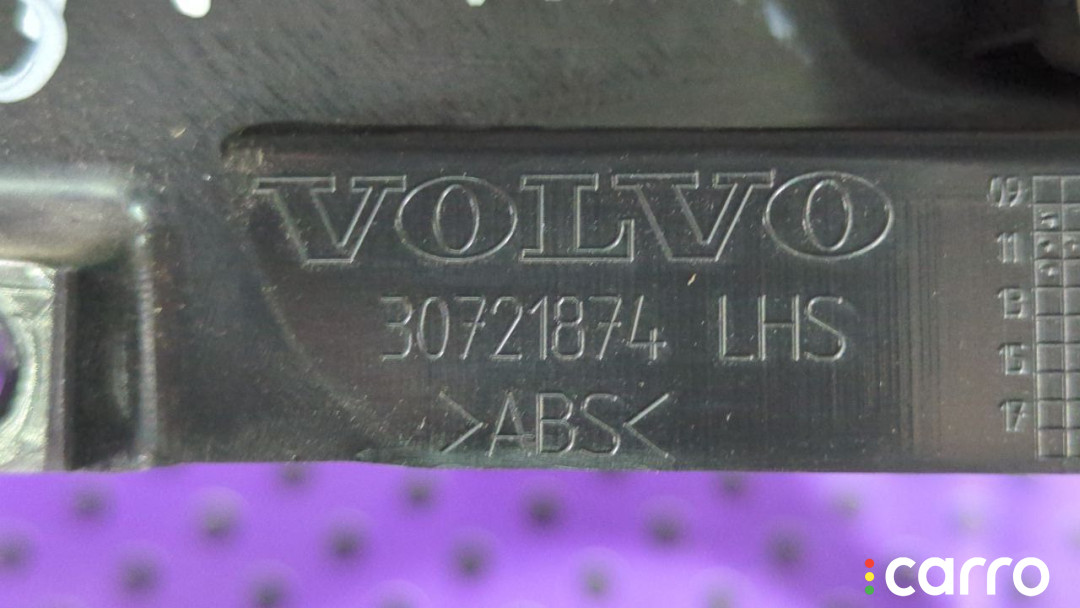 VOLVO
30721874 LHS
>ABS<
09
11
13
15
17
carro